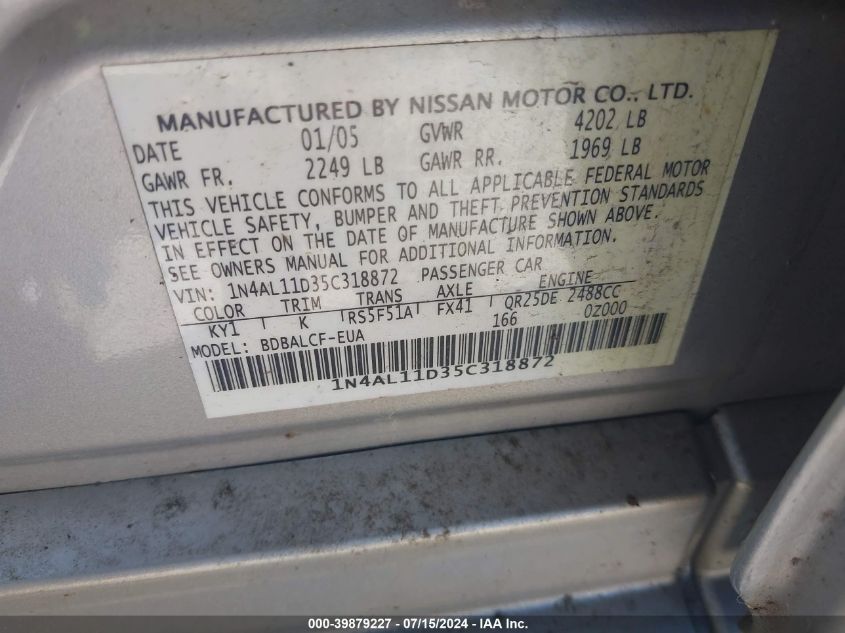 MANUFACTURED BY NISSAN MOTOR CO., LTD.
DATE 01/05 GVWR 4202 LB
GAWR FR. 2249 LB GAWR RR. 1969 LB
THIS VEHICLE CONFORMS TO ALL APPLICABLE FEDERAL MOTOR
VEHICLE SAFETY, BUMPER AND THEFT PREVENTION STANDARDS
IN EFFECT ON THE DATE OF MANUFACTURE SHOWN ABOVE.
SEE OWNERS MANUAL FOR ADDITIONAL INFORMATION.
VIN: 1N4AL11D35C318872 PASSENGER CAR
COLOR TRIM TRANS AXLE ENGINE
KY1 K RS5F51A FX41 QR25DE 2488CC
MODEL: BDBALCF-EUA 166 0Z000
1N4AL11D35C318872
000-39879227 - 07/15/2024 - IAA Inc.